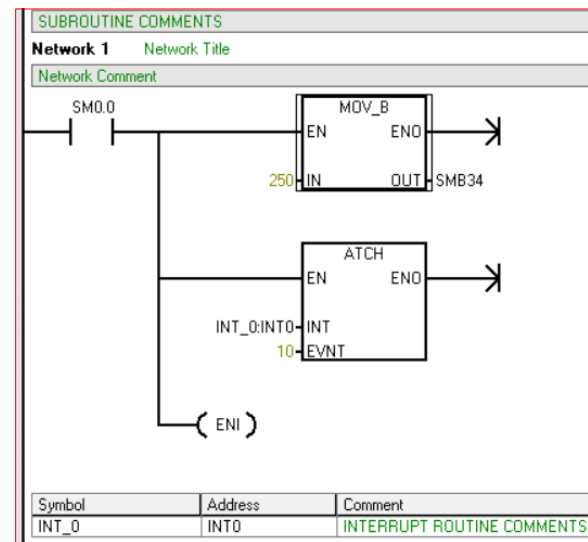 SUBROUTINE COMMENTS
Network 1 Network Title
Network Comment
SM0.0
MOV_B
EN ENO
250 IN OUT SMB34
ATCH
EN ENO
INT_0:INT0 INT
10 EVNT
ENI
Symbol Address Comment
INT_0 INT0 INTERRUPT ROUTINE COMMENTS